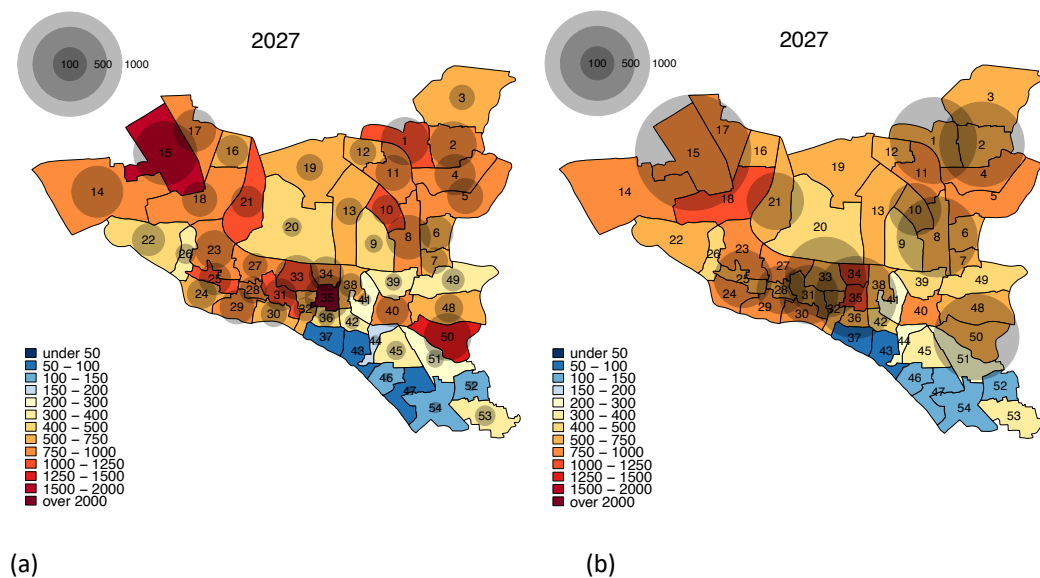 2027
100 500 1000
3
17 1
16 12 2
15
19 11 4
14 18 5
21 13 10
20
22 9 8 6
26 23
7
27 34
25 33 39 49
28 38
24 31 35 41
29 32 40 48
30 36 42
37 44 50
43 45
51
46 52
47
54 53
under 50
50 − 100
100 − 150
150 − 200
200 − 300
300 − 400
400 − 500
500 − 750
750 − 1000
1000 − 1250
1250 − 1500
1500 − 2000
over 2000
(a)
2027
100 500 1000
3
17 1
16 12 2
15
19 11 4
14 18 5
21 13 10
20
22 9 8 6
26 23
7
27 34
25 33 39 49
28 38
24 31 35 41
29 32 40 48
30 36 42
37 44 50
43 45
51
46 52
47
54 53
under 50
50 − 100
100 − 150
150 − 200
200 − 300
300 − 400
400 − 500
500 − 750
750 − 1000
1000 − 1250
1250 − 1500
1500 − 2000
over 2000
(b)